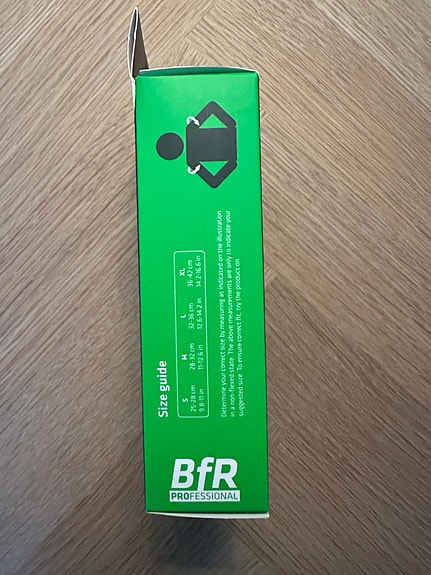 Size guide
S M L XL
25-28 cm 28-32 cm 32-36 cm 36-42 cm
9.8-11 in 11-12.6 in 12.6-14.2 in 14.2-16.6 in
Determine your correct size by measuring as indicated on the illustration
in a non-flexed state. The above measurements are only to indicate your
suggested size. To ensure correct fit, try the product on.
BfR
PROFESSIONAL